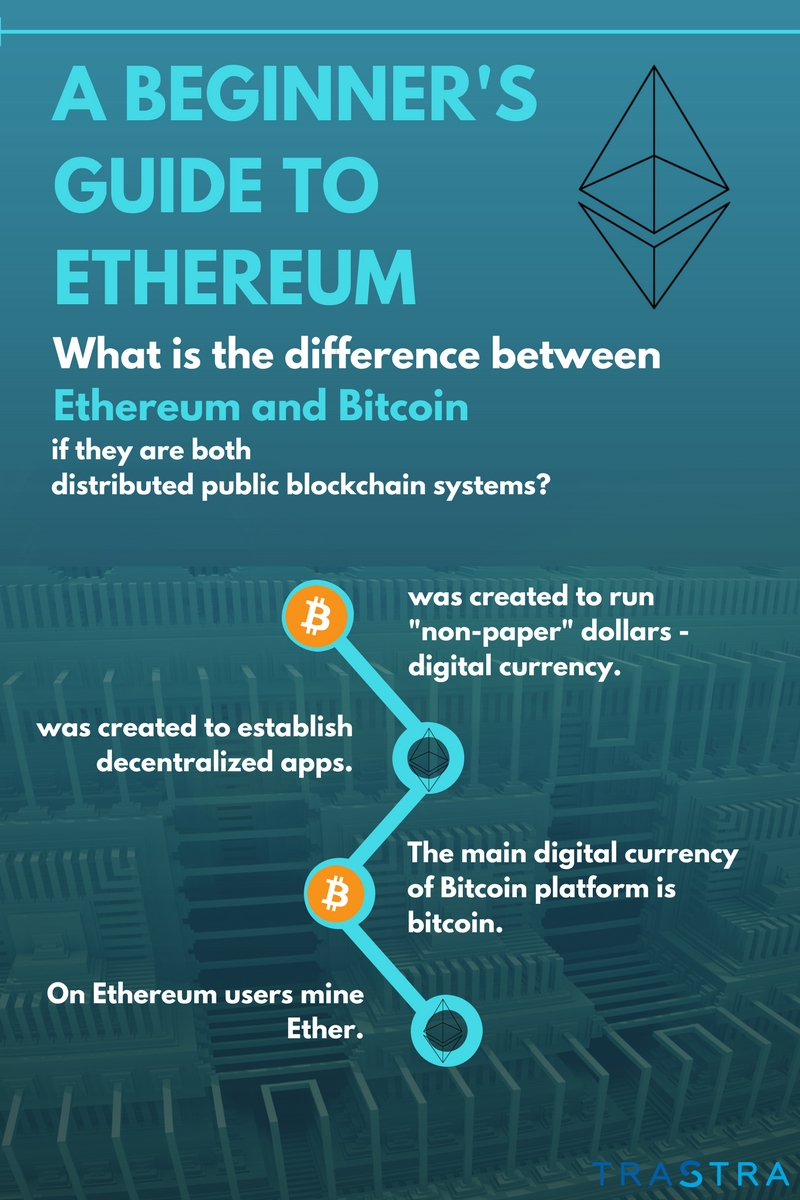 A BEGINNER'S
GUIDE TO
ETHEREUM
What is the difference between
Ethereum and Bitcoin
if they are both
distributed public blockchain systems?
was created to run
"non-paper" dollars -
digital currency.
was created to establish
decentralized apps.
The main digital currency
of Bitcoin platform is
bitcoin.
On Ethereum users mine
Ether.
TRASTRA